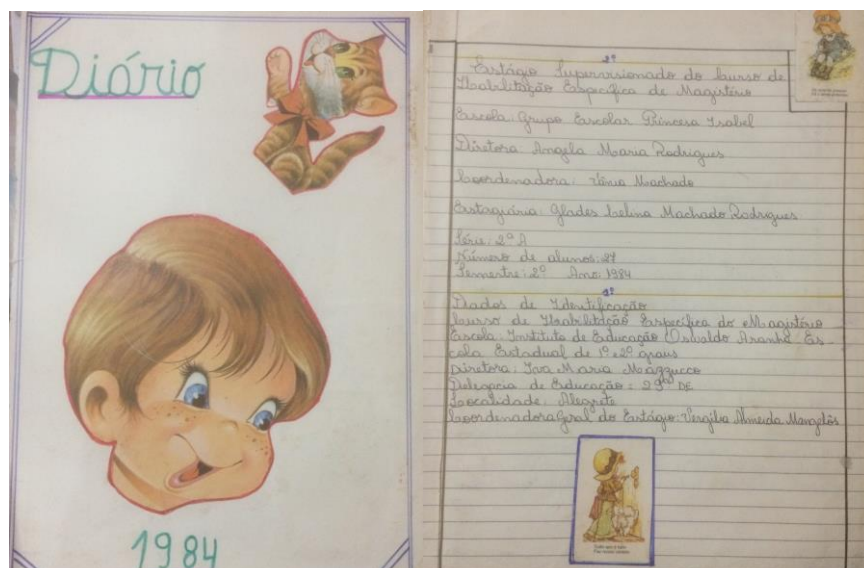 Diário
1984
2º
Estágio Supervisionado do Curso de
Habilitação Específica de Magistério
Escola: Grupo Escolar Princesa Isabel
Diretora Angela Maria Rodrigues
Coordenadora: Vânia Machado
Estagiária: Glades Celina Machado Rodrigues
Série: 2ª A
Número de alunos: 27
Semestre: 2º Ano: 1984
1º
Dados de Identificação
Curso de Habilitação Específica do Magistério
Escola: Instituto de Educação Oswaldo Aranha Es-
cola Estadual de 1º e 2º graus
Diretora: Iva Maria Mazzucco
Delegacia de Educação = 29ª DE
Localidade: Alegrete
Coordenadora Geral do Estágio: Vergília Almeida